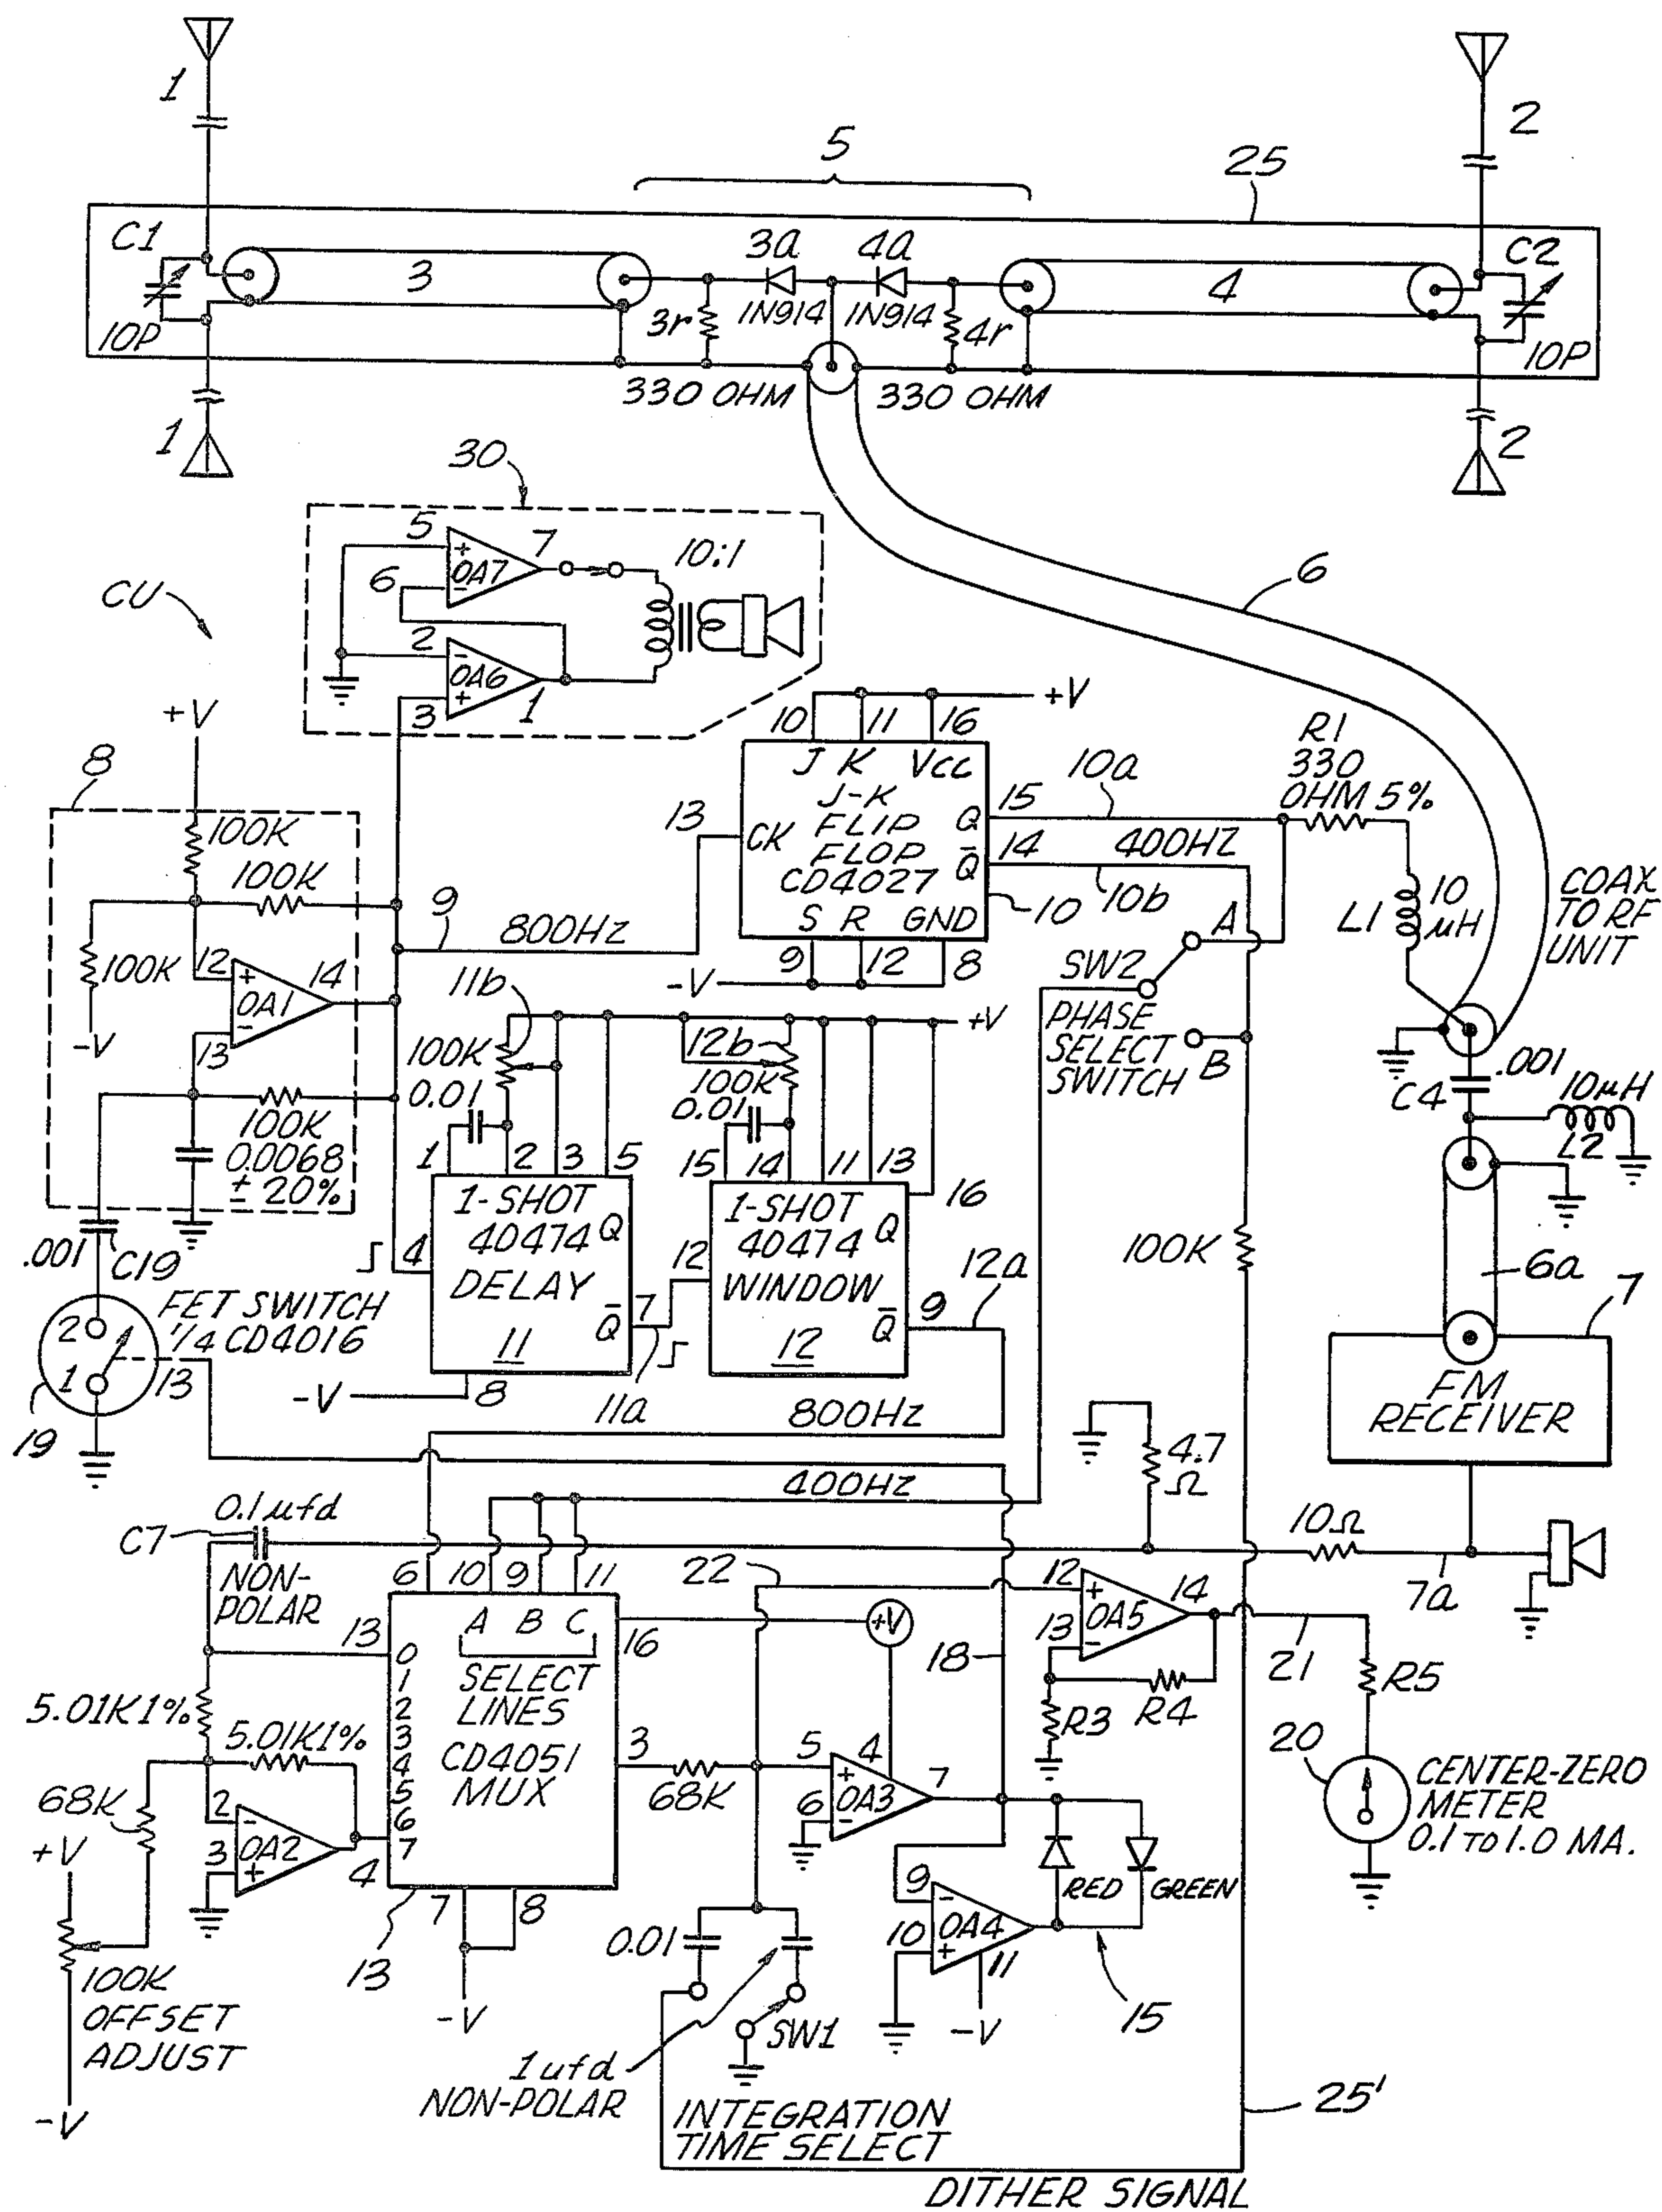 1
2
5
25
C1
3
3a
4a
4
C2
10P
3r
1N914
1N914
4r
10P
330 OHM
330 OHM
1
2
30
5
+
OA7
-
7
10:1
6
2
-
OA6
+
3
1
CU
6
+V
8
100K
100K
100K
-V
12
+
OA1
-
14
13
100K
0.0068
± 20%
9
800HZ
10
11
16
+V
J K VCC
J-K
FLIP
FLOP
CD4027
13
CK
Q
Q̄
S R GND
15
14
10a
400HZ
10b
10
9
12
8
-V
R1
330
OHM 5%
L1
10
μH
COAX
TO RF
UNIT
A
SW2
PHASE
SELECT
SWITCH
B
11b
100K
0.01
12b
100K
0.01
+V
1
2
3
5
15
14
11
13
16
1-SHOT
40474
DELAY
Q
Q̄
11
4
7
8
-V
11a
1-SHOT
40474
WINDOW
Q
Q̄
12
12
9
12a
800HZ
C4
.001
10μH
L2
6a
7
FM
RECEIVER
100K
.001
C19
FET SWITCH
1/4 CD4016
2
1
13
19
400HZ
4.7
Ω
10Ω
7a
0.1μfd
C7
NON-
POLAR
6
10
9
11
22
A B C
SELECT
LINES
CD4051
MUX
13
0
1
2
3
4
5
6
7
16
3
4
7
8
13
-V
+V
18
12
+
OA5
-
14
13
R3
R4
21
R5
20
CENTER-ZERO
METER
0.1 TO 1.0 MA.
5.01K1%
5.01K1%
68K
+V
2
-
OA2
+
3
100K
OFFSET
ADJUST
-V
68K
5
+
OA3
-
4
7
6
RED
GREEN
9
-
OA4
+
10
11
-V
15
0.01
SW1
1 ufd
NON-POLAR
INTEGRATION
TIME SELECT
25'
DITHER SIGNAL